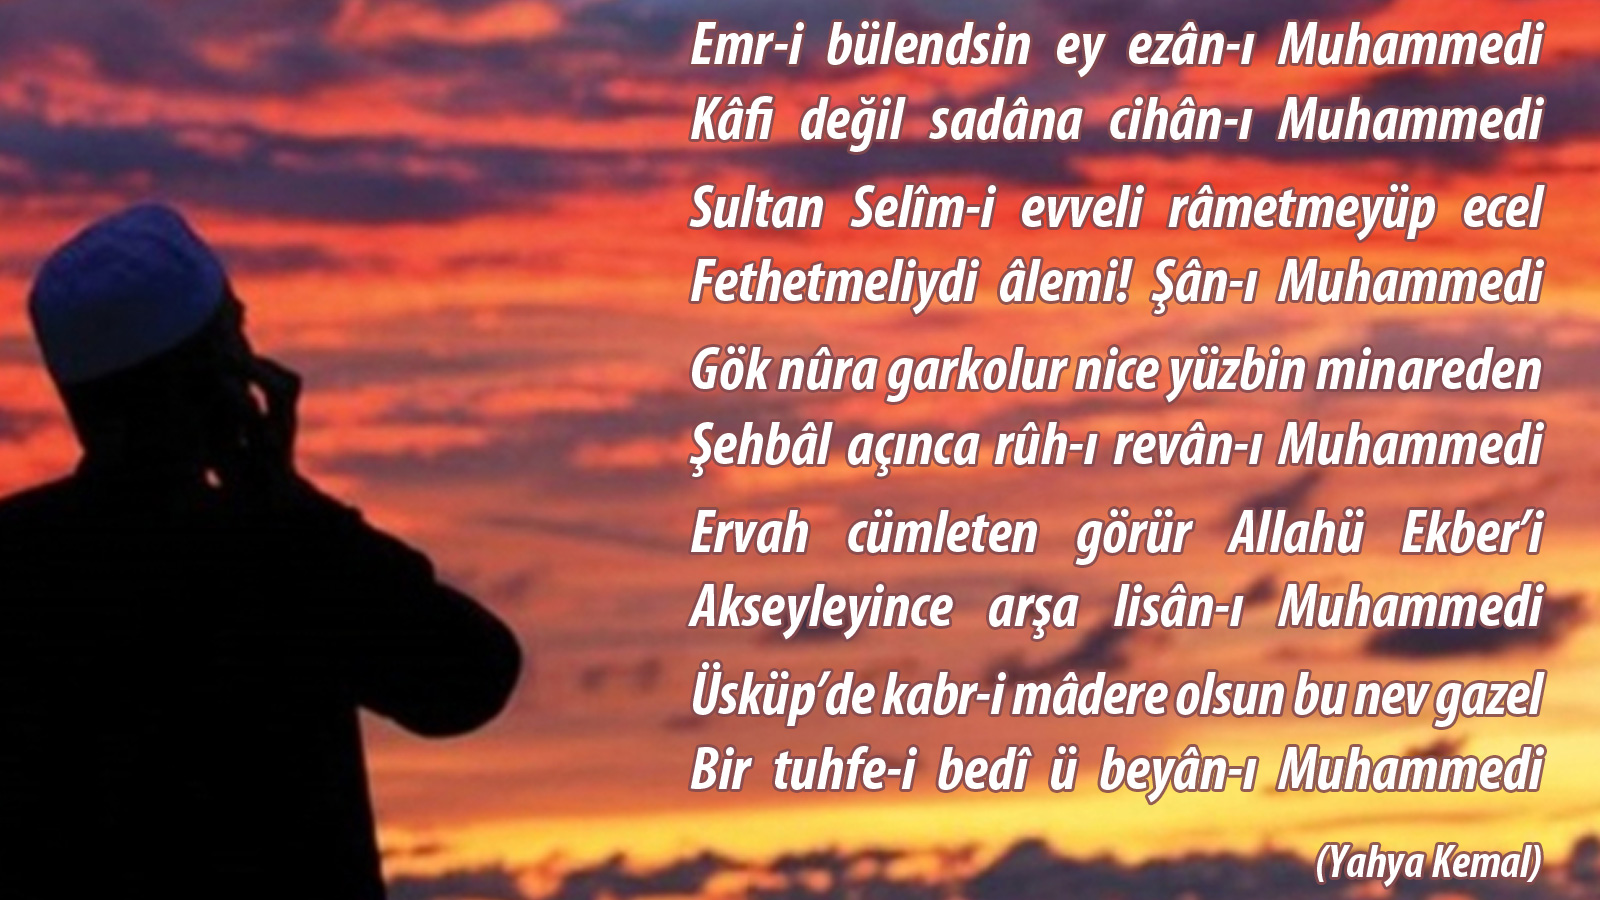 Emr-i bülendsin ey ezân-ı Muhammedi
Kâfi değil sadâna cihân-ı Muhammedi
Sultan Selîm-i evveli râmetmeyüp ecel
Fethetmeliydi âlemi! Şân-ı Muhammedi
Gök nûra garkolur nice yüzbin minareden
Şehbâl açınca rûh-ı revân-ı Muhammedi
Ervah cümleten görür Allahü Ekber’i
Akseyleyince arşa lisân-ı Muhammedi
Üsküp’de kabr-i mâdere olsun bu nev gazel
Bir tuhfe-i bedî ü beyân-ı Muhammedi
(Yahya Kemal)